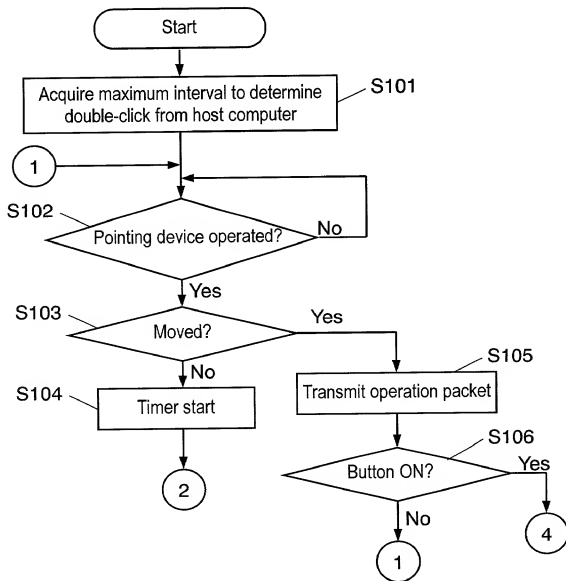 Start
Acquire maximum interval to determine
double-click from host computer
S101
1
S102
Pointing device operated?
No
Yes
S103
Moved?
Yes
No
S104
Timer start
S105
Transmit operation packet
2
S106
Button ON?
Yes
No
1
4